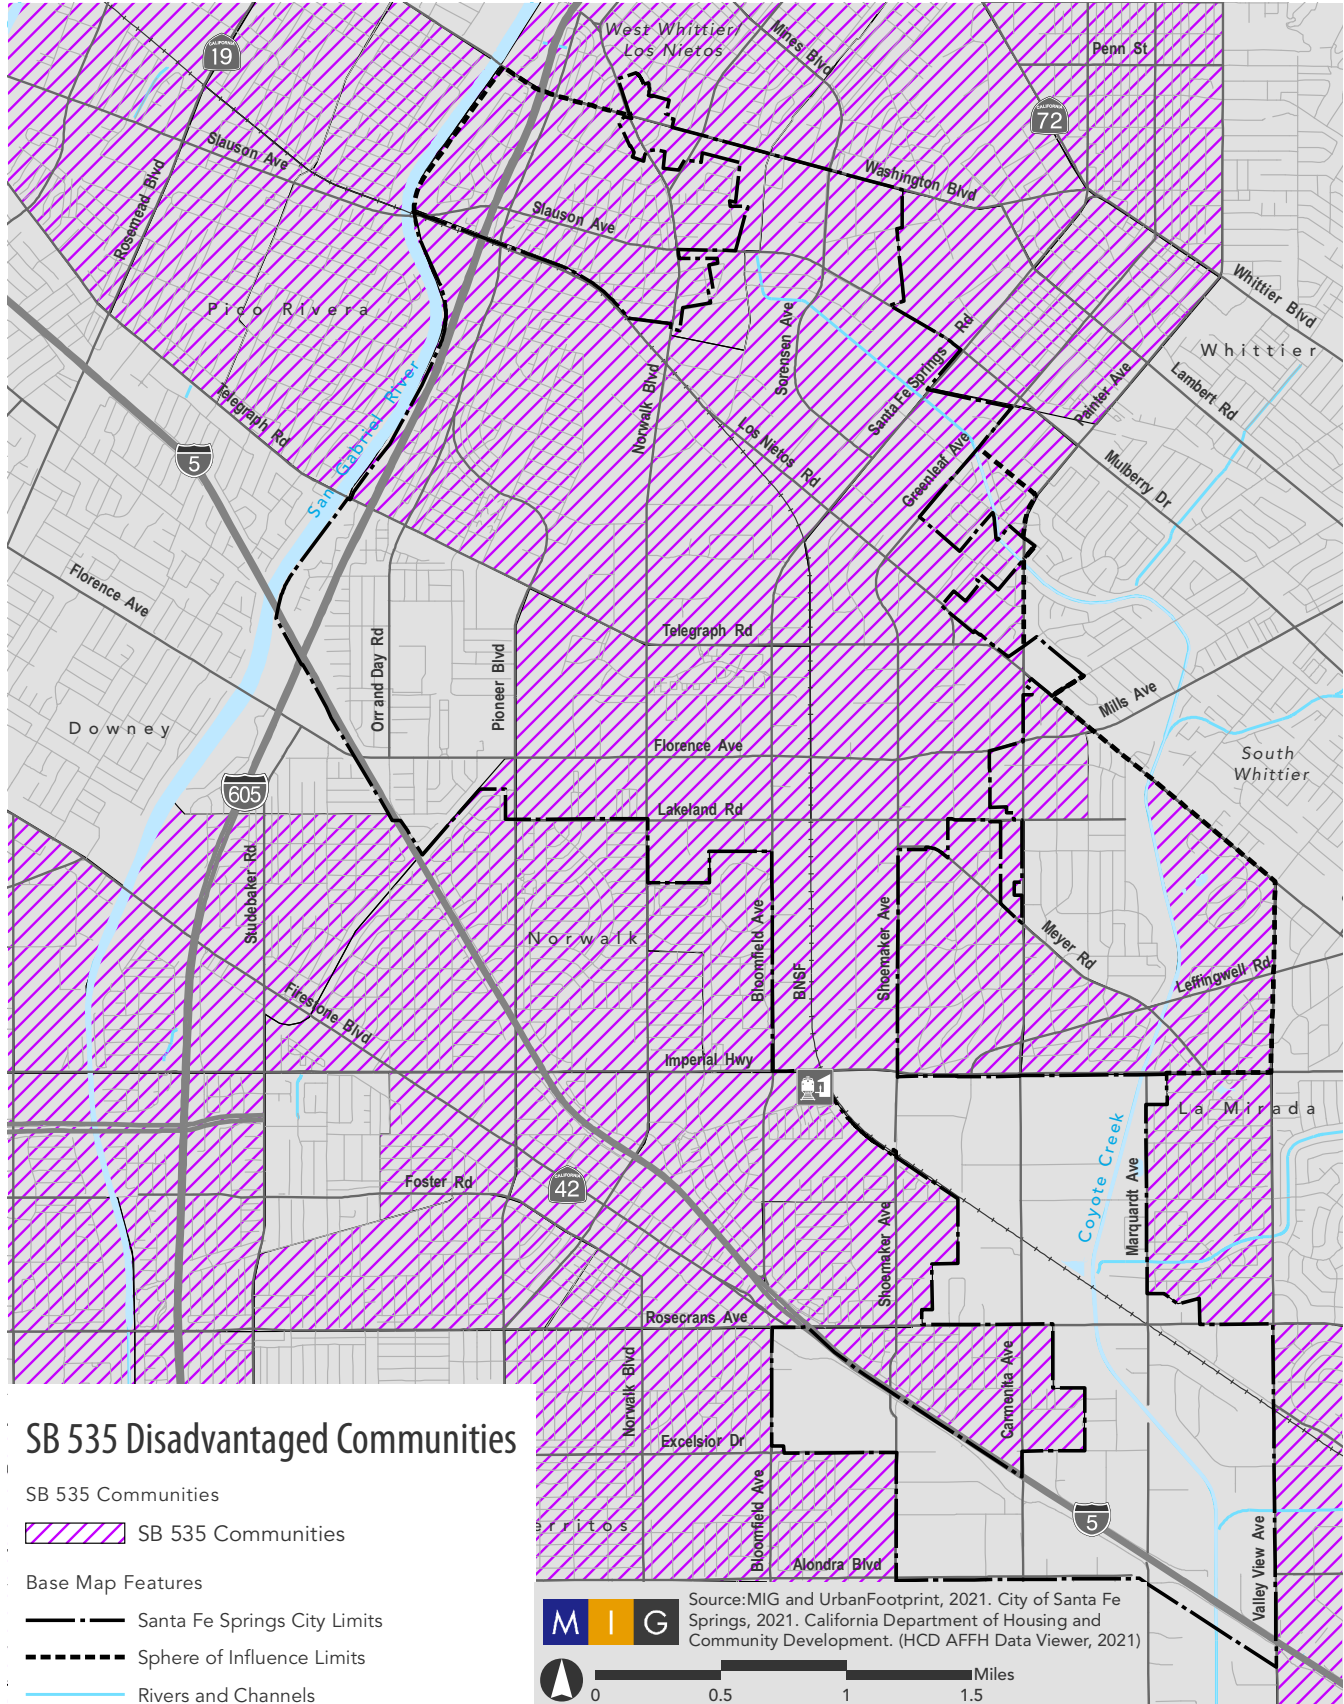 West Whittier/
Los Nietos
Mines Blvd
Penn St
CALIFORNIA
19
CALIFORNIA
72
Slauson Ave
Rosemead Blvd
Washington Blvd
Slauson Ave
Whittier Blvd
Pico Rivera
Whittier
Sorensen Ave
Santa Fe Springs Rd
Painter Ave
Lambert Rd
San Gabriel River
Telegraph Rd
Norwalk Blvd
Los Nietos Rd
Greenleaf Ave
Mulberry Dr
5
Florence Ave
Telegraph Rd
Orr and Day Rd
Pioneer Blvd
Mills Ave
Downey
Florence Ave
South
Whittier
605
Lakeland Rd
Studebaker Rd
Norwalk
Bloomfield Ave
BNSF
Shoemaker Ave
Meyer Rd
Leffingwell Rd
Firestone Blvd
Imperial Hwy
La Mirada
Coyote Creek
Marquardt Ave
Foster Rd
CALIFORNIA
42
Shoemaker Ave
Rosecrans Ave
Norwalk Blvd
Carmenita Ave
Excelsior Dr
Bloomfield Ave
5
Valley View Ave
erritos
Alondra Blvd
SB 535 Disadvantaged Communities
SB 535 Communities
SB 535 Communities
Base Map Features
Santa Fe Springs City Limits
Sphere of Influence Limits
Rivers and Channels
M I G
Source:MIG and UrbanFootprint, 2021. City of Santa Fe
Springs, 2021. California Department of Housing and
Community Development. (HCD AFFH Data Viewer, 2021)
Miles
0 0.5 1 1.5